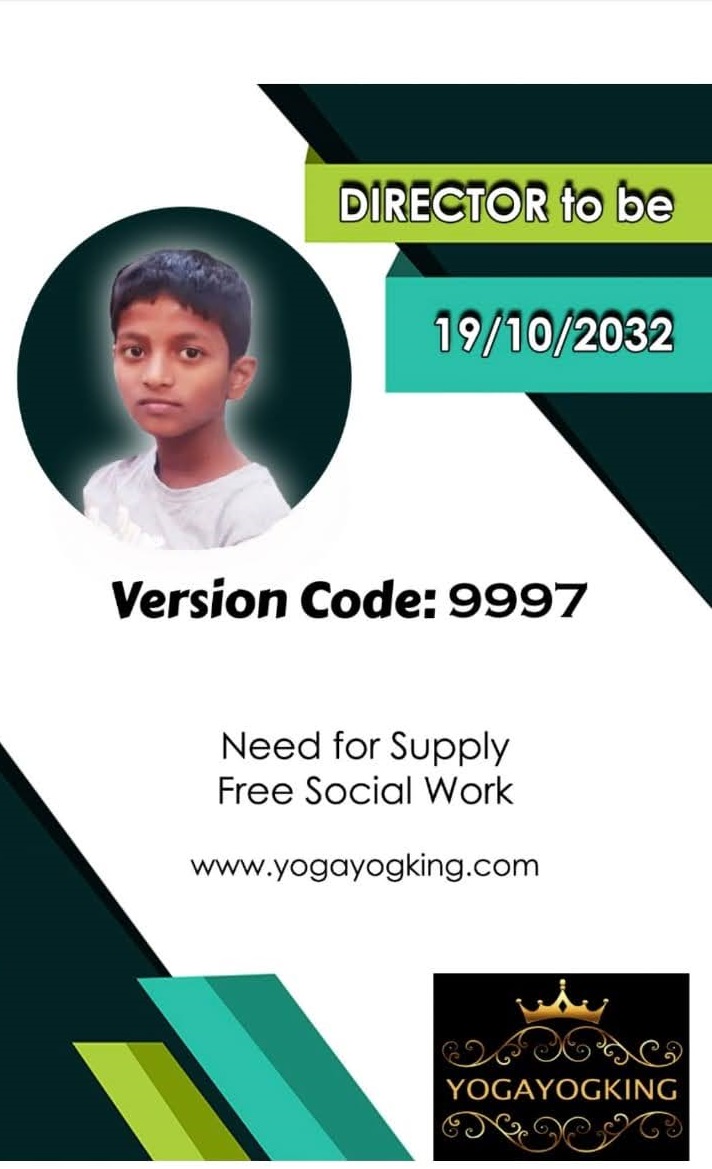 DIRECTOR to be
19/10/2032
Version Code: 9997
Need for Supply
Free Social Work
www.yogayogking.com
YOGAYOGKING